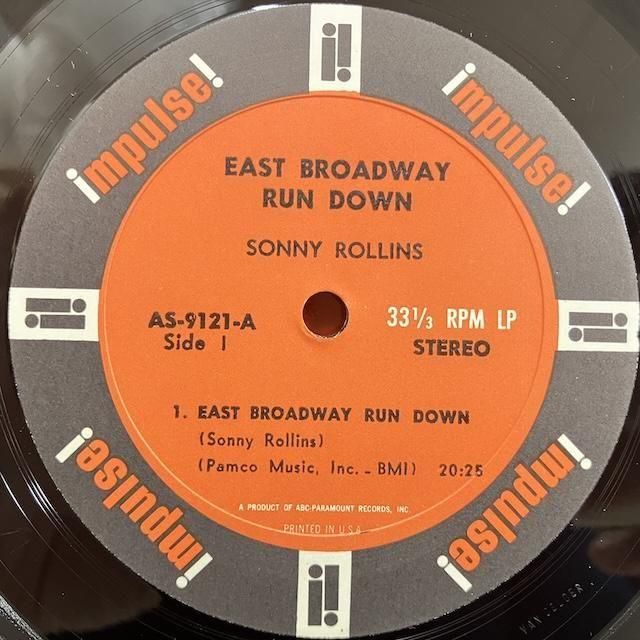 impulse!
impulse!
EAST BROADWAY
RUN DOWN
SONNY ROLLINS
AS-9121-A
Side 1
33⅓ RPM LP
STEREO
1. EAST BROADWAY RUN DOWN
(Sonny Rollins)
(Pamco Music, Inc. - BMI) 20:25
A PRODUCT OF ABC-PARAMOUNT RECORDS, INC.
PRINTED IN U.S.A.
impulse!
impulse!
VAN GELDER